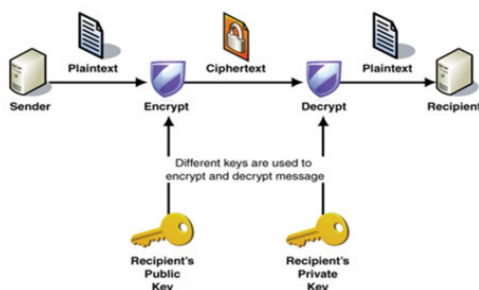 Plaintext
Ciphertext
Plaintext
Sender
Encrypt
Decrypt
Recipient
Different keys are used to
encrypt and decrypt message
Recipient's
Public
Key
Recipient's
Private
Key